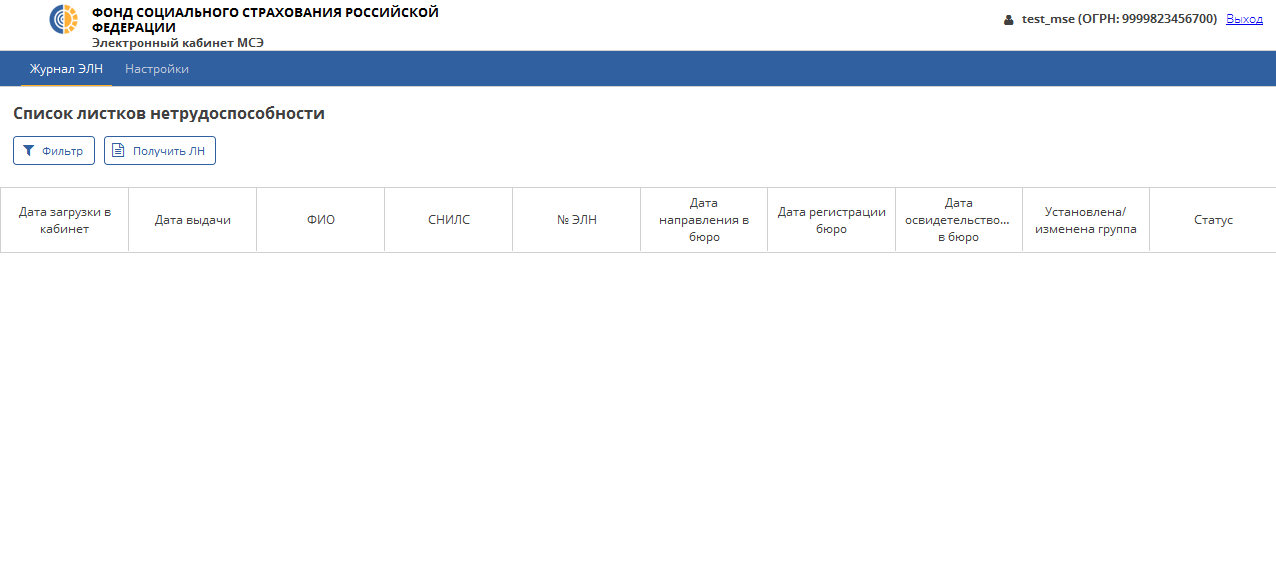 ФОНД СОЦИАЛЬНОГО СТРАХОВАНИЯ РОССИЙСКОЙ
ФЕДЕРАЦИИ
Электронный кабинет МСЭ
test_mse (ОГРН: 9999823456700) Выход
Журнал ЭЛН Настройки
Список листков нетрудоспособности
Фильтр Получить ЛН
Дата загрузки в
кабинет
Дата выдачи
ФИО
СНИЛС
№ ЭЛН
Дата
направления в
бюро
Дата регистрации
бюро
Дата
освидетельство...
в бюро
Установлена/
изменена группа
Статус